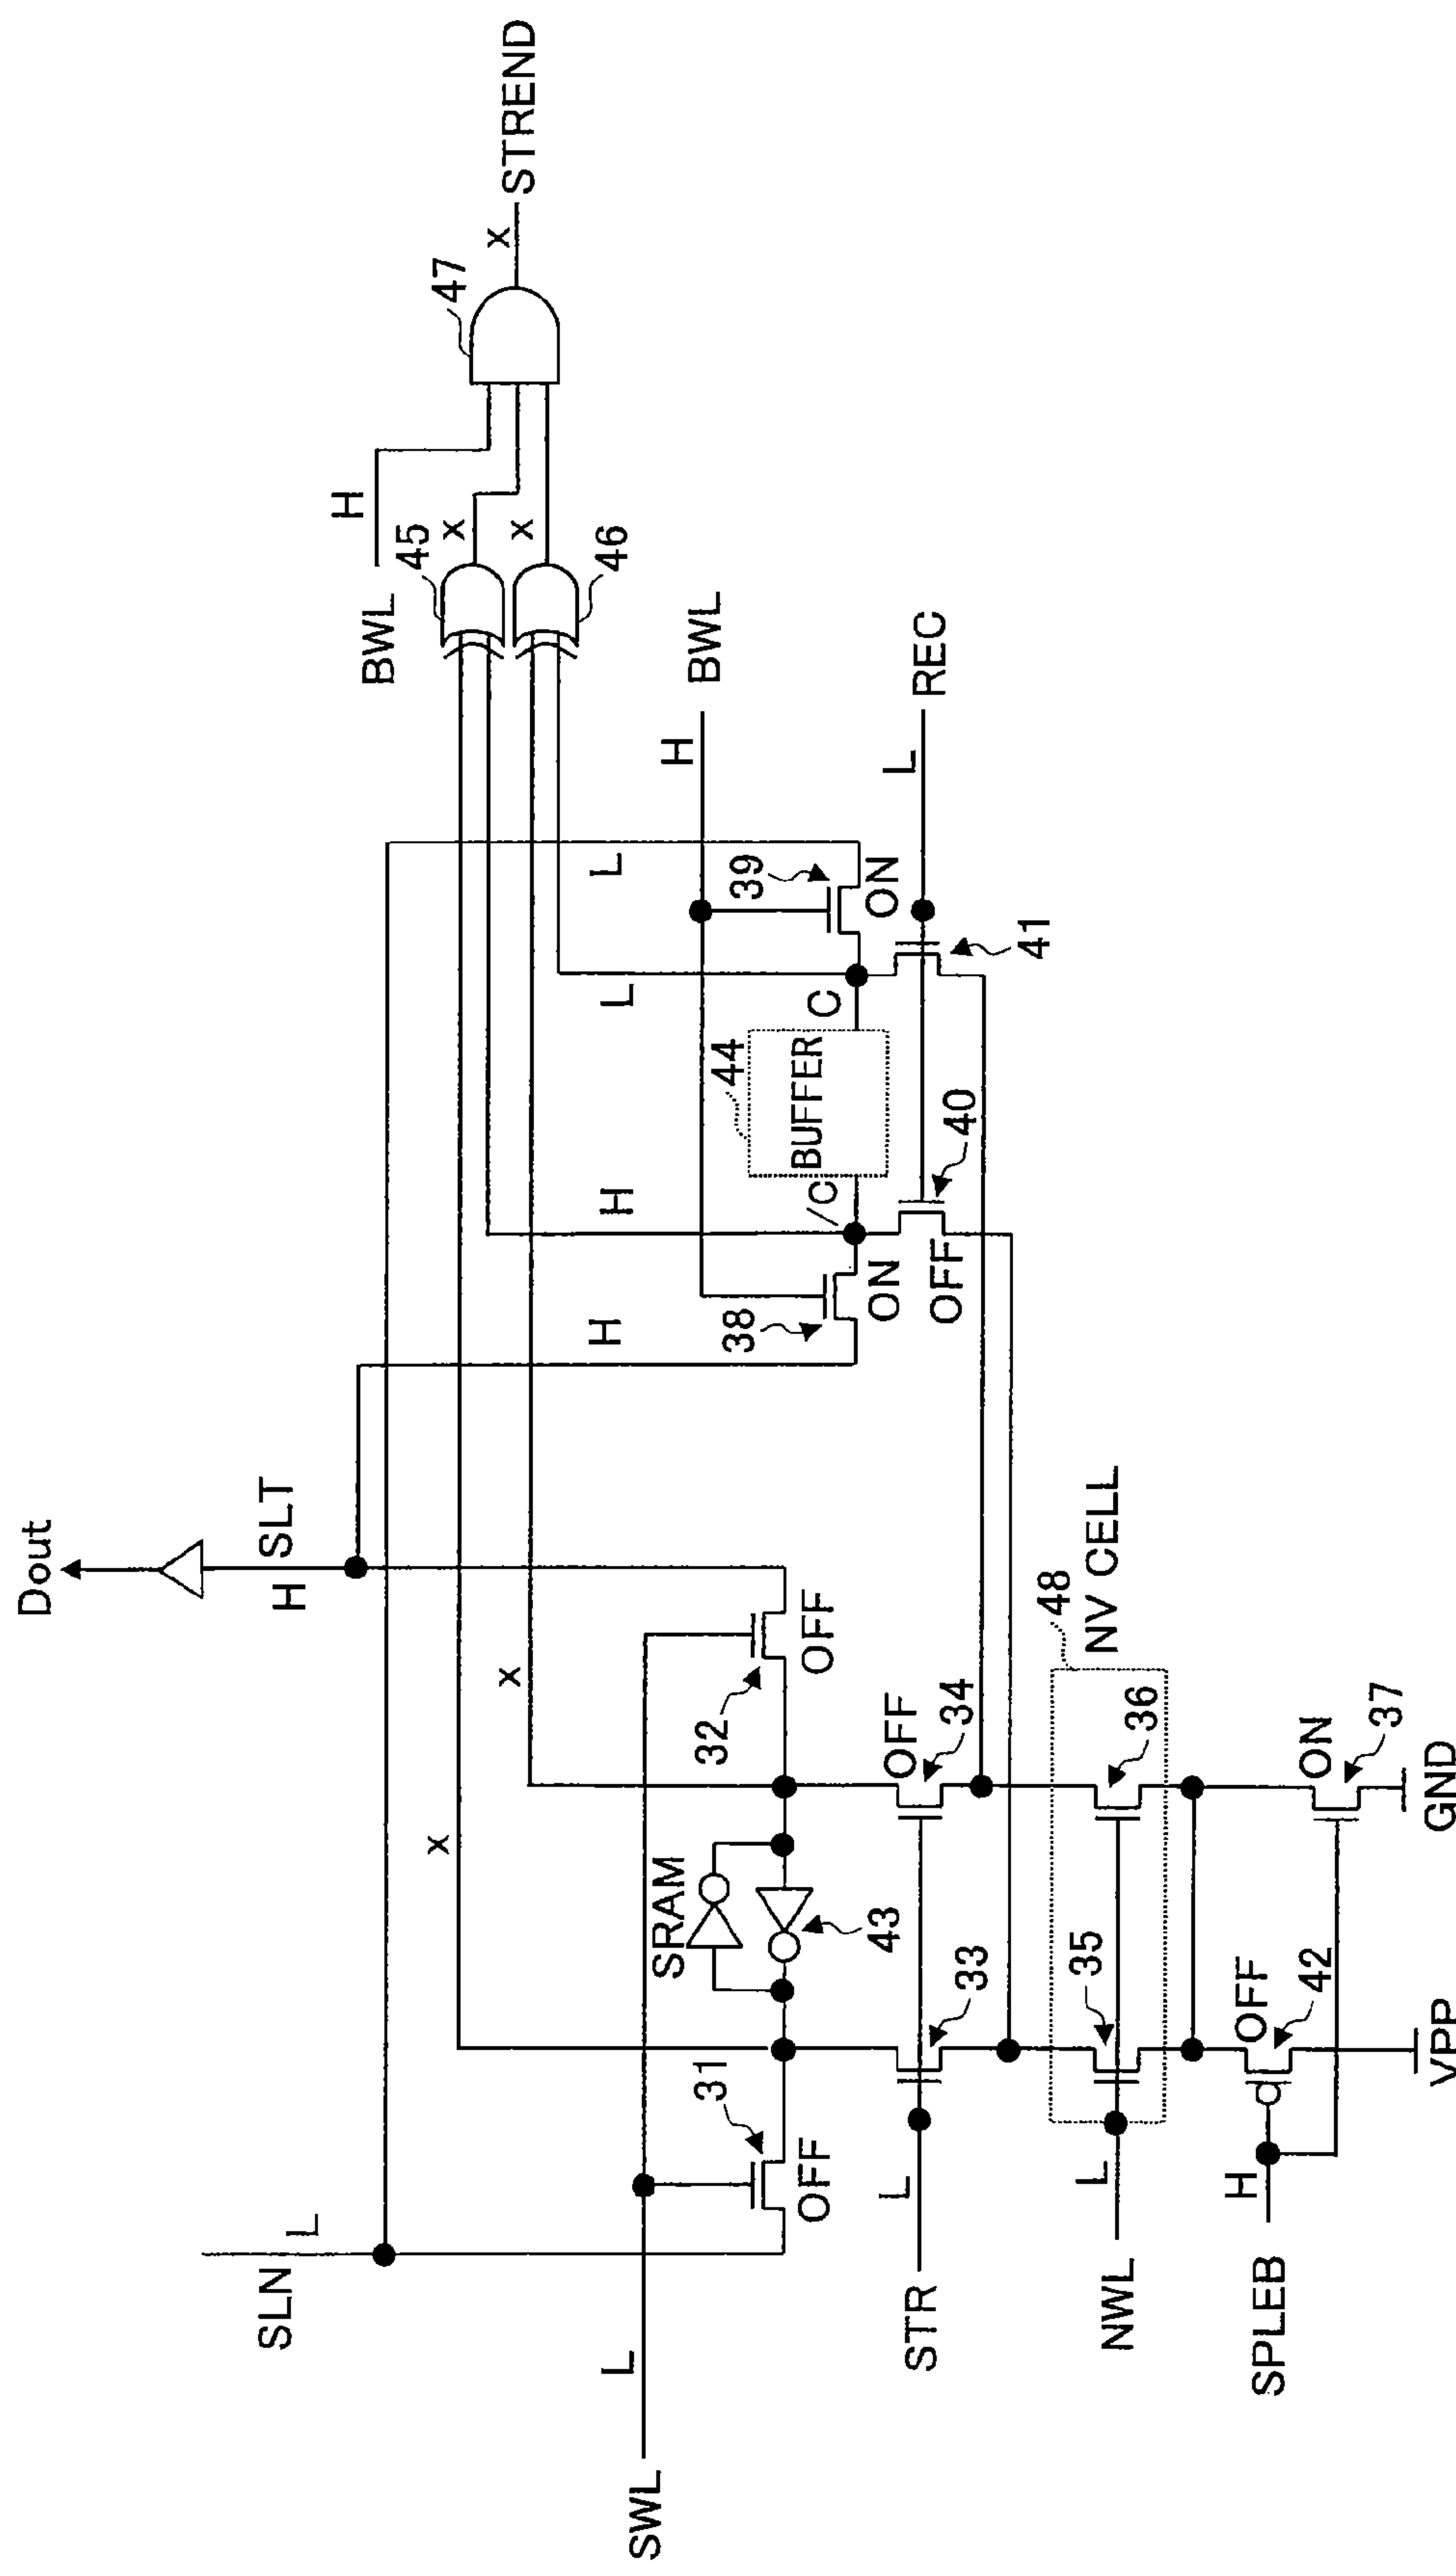 Dout
SLN
L
H
SLT
H
BWL
45
47
x
x
x
x
x
STREND
46
L
H
H
L
L
SWL
SRAM
H
BWL
31
32
38
44
39
OFF
43
OFF
/C
BUFFER
C
ON
ON
L
OFF
L
REC
STR
33
34
OFF
40
41
L
NWL
35
36
48
NV CELL
H
SPLEB
OFF
42
ON
37
VPP
GND